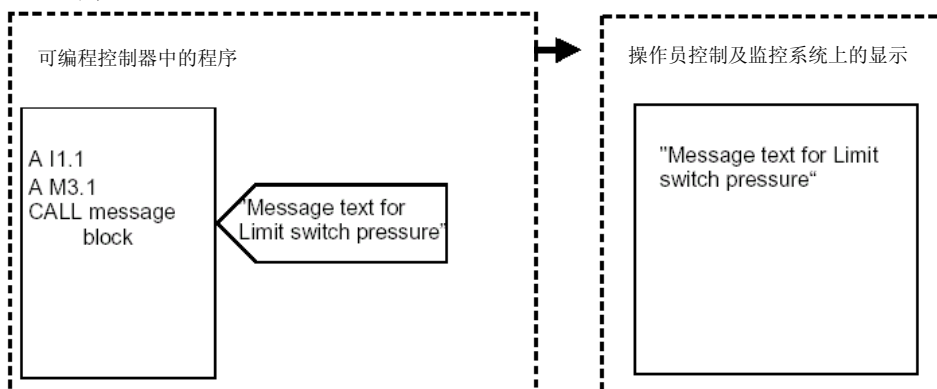 可编程控制器中的程序
A I1.1
A M3.1
CALL message
block
"Message text for
Limit switch pressure"
操作员控制及监控系统上的显示
"Message text for Limit
switch pressure“